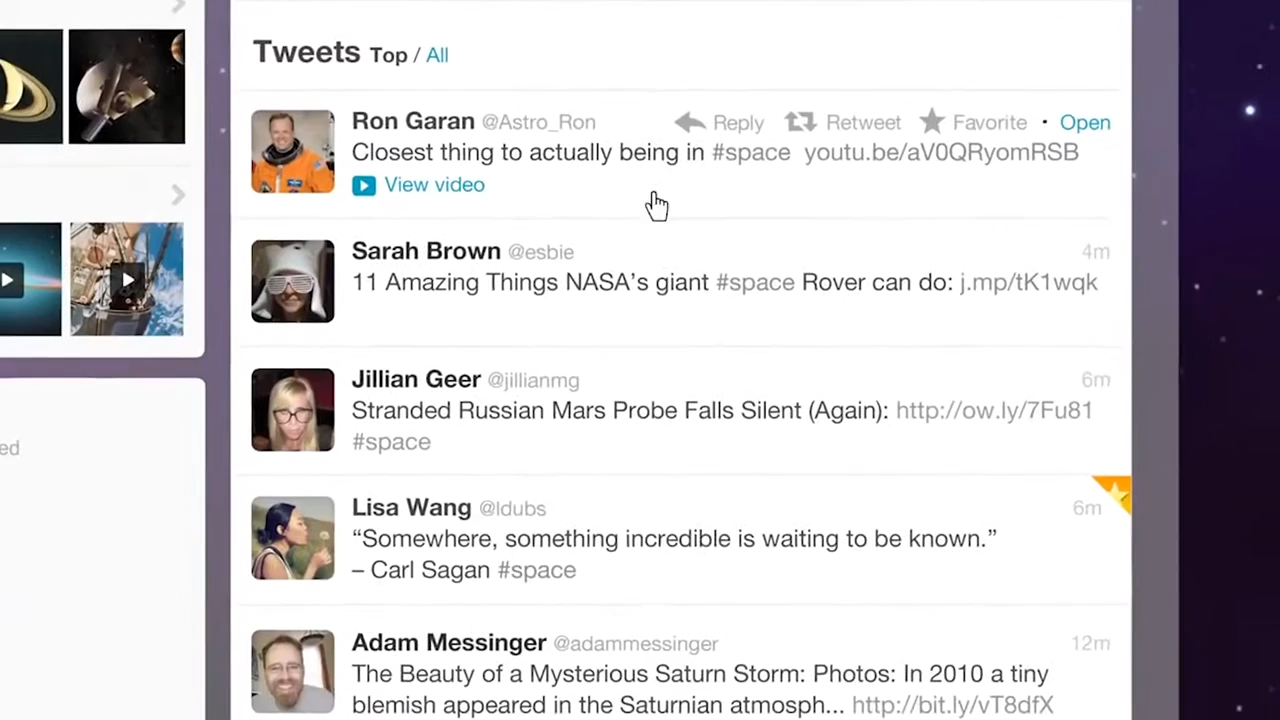 Tweets Top / All
Ron Garan @Astro_Ron Reply Retweet Favorite · Open
Closest thing to actually being in #space youtu.be/aV0QRyomRSB
View video
Sarah Brown @esbie 4m
11 Amazing Things NASA’s giant #space Rover can do: j.mp/tK1wqk
Jillian Geer @jillianmg 6m
Stranded Russian Mars Probe Falls Silent (Again): http://ow.ly/7Fu81
#space
ed
Lisa Wang @ldubs 6m
“Somewhere, something incredible is waiting to be known.”
– Carl Sagan #space
Adam Messinger @adammessinger 12m
The Beauty of a Mysterious Saturn Storm: Photos: In 2010 a tiny
blemish appeared in the Saturnian atmosph... http://bit.ly/vT8dfX